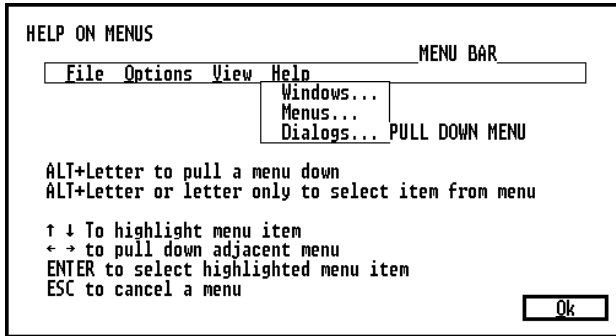 HELP ON MENUS
MENU BAR
File Options View Help
Windows...
Menus...
Dialogs... PULL DOWN MENU
ALT+Letter to pull a menu down
ALT+Letter or letter only to select item from menu
↑ ↓ To highlight menu item
← → to pull down adjacent menu
ENTER to select highlighted menu item
ESC to cancel a menu
Ok